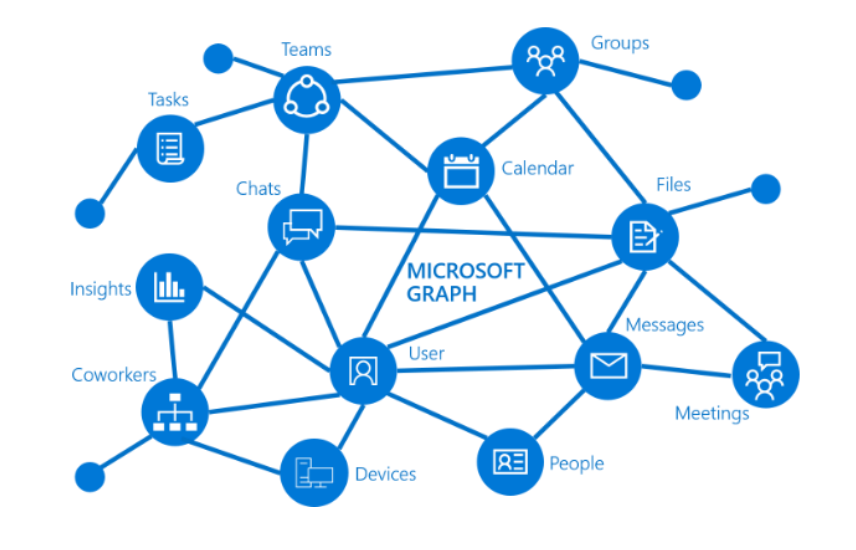 Teams
Groups
Tasks
Calendar
Chats
Files
MICROSOFT
GRAPH
Insights
Messages
User
Coworkers
Meetings
People
Devices